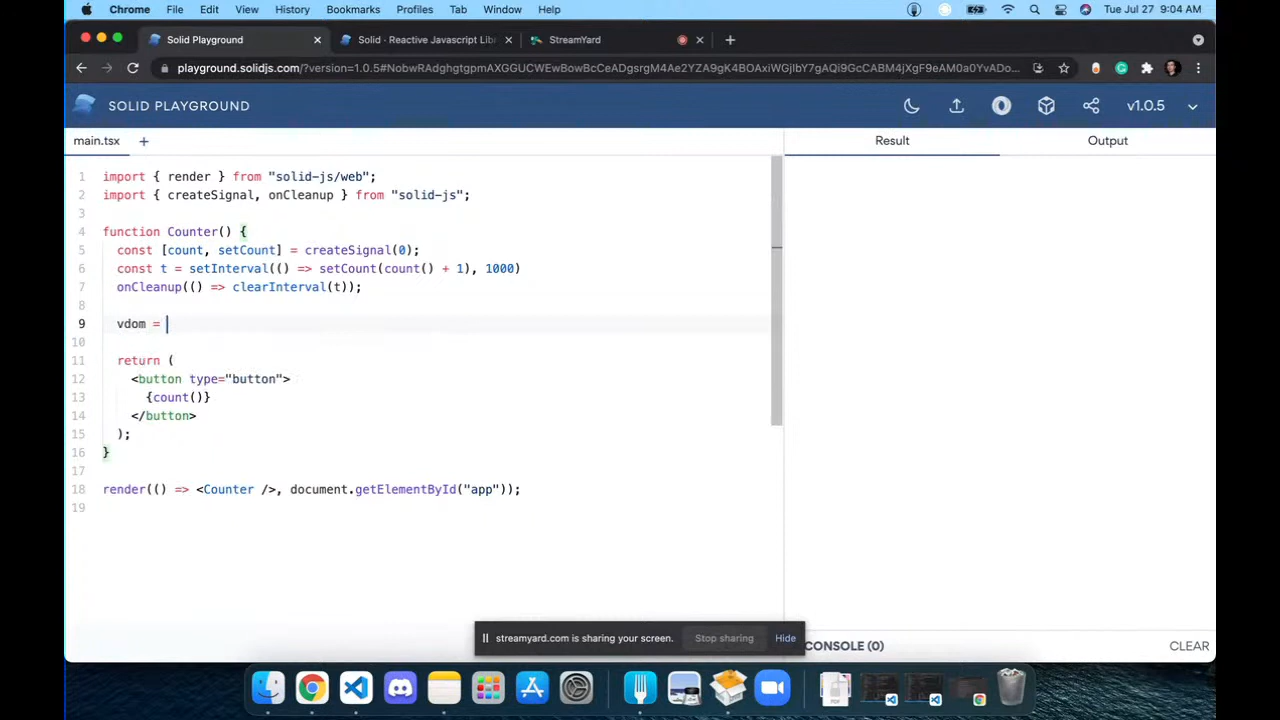 Chrome File Edit View History Bookmarks Profiles Tab Window Help Tue Jul 27 9:04 AM
Solid Playground Solid - Reactive Javascript Lib StreamYard
playground.solidjs.com/?version=1.0.5#
SOLID PLAYGROUND v1.0.5
main.tsx + Result Output
1 import { render } from "solid-js/web";
2 import { createSignal, onCleanup } from "solid-js";
3
4 function Counter() {
5 const [count, setCount] = createSignal(0);
6 const t = setInterval(() => setCount(count() + 1), 1000)
7 onCleanup(() => clearInterval(t));
8
9 vdom =
10
11 return (
12 <button type="button">
13 {count()}
14 </button>
15 );
16 }
17
18 render(() => <Counter />, document.getElementById("app"));
19
streamyard.com is sharing your screen. Stop sharing Hide
CONSOLE (0) CLEAR